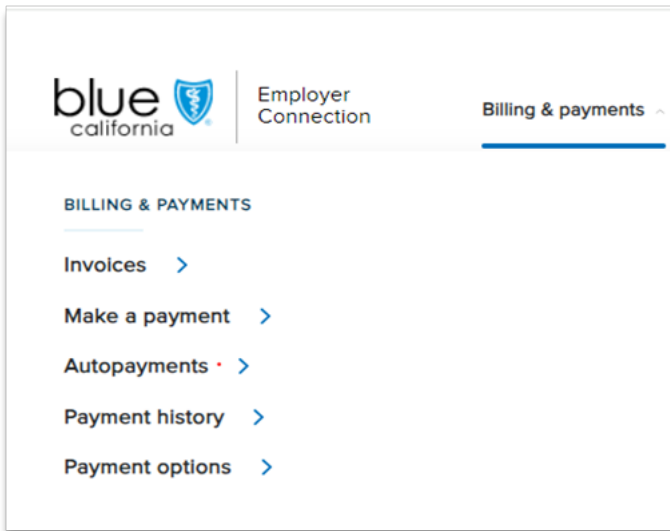 blue
california
Employer
Connection
Billing & payments
BILLING & PAYMENTS
Invoices
Make a payment
Autopayments
Payment history
Payment options